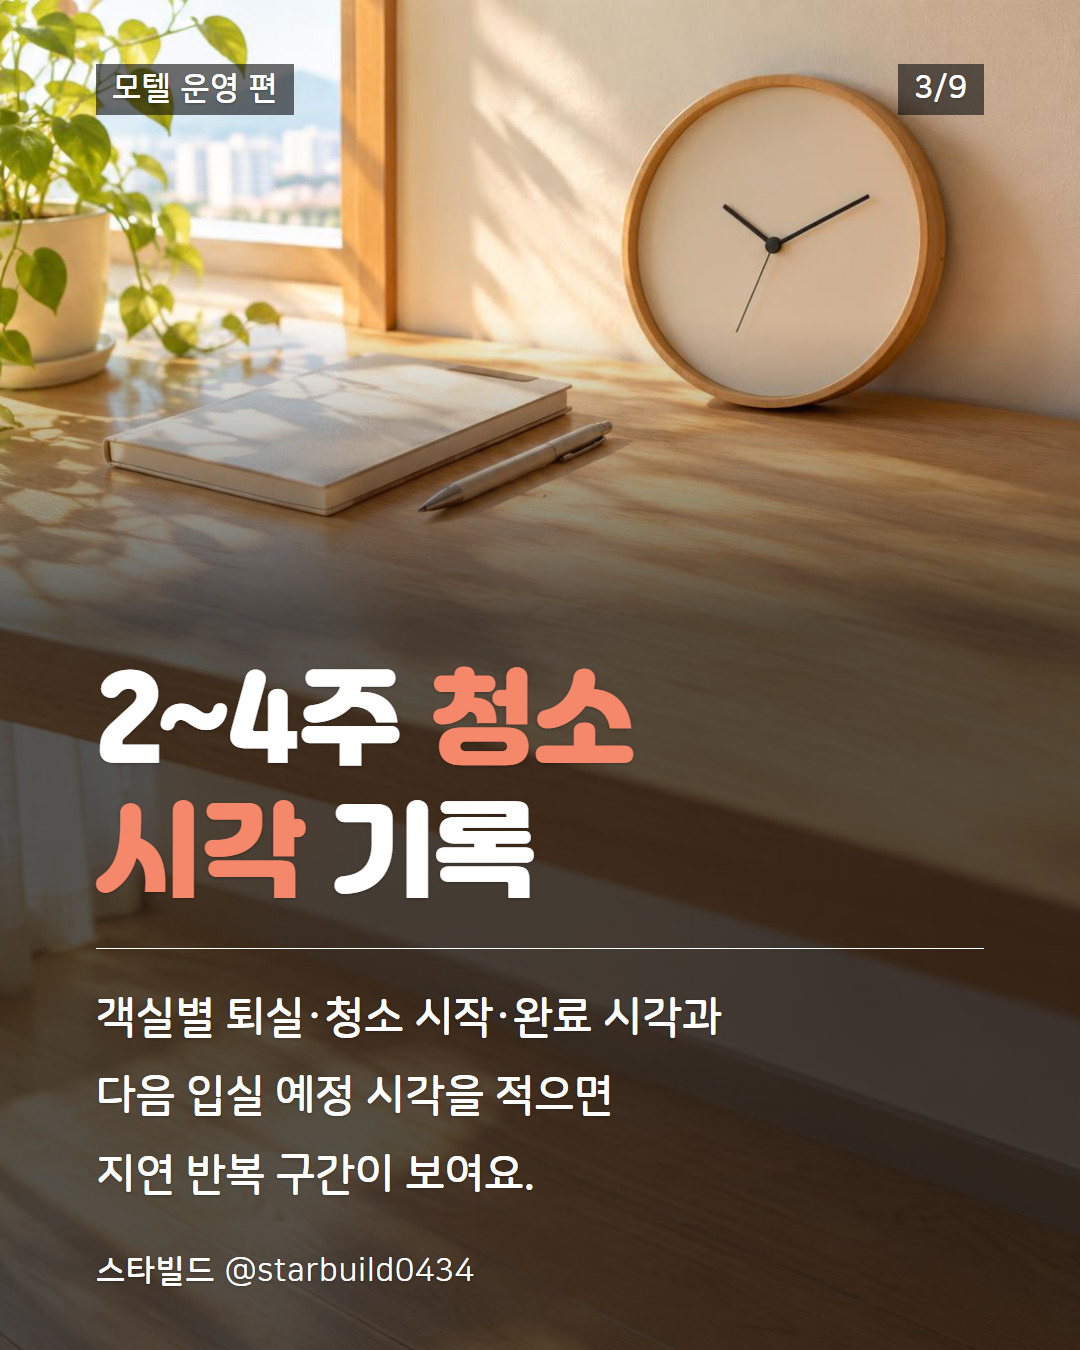 모텔 운영 편
3/9
2~4주 청소
시각 기록
객실별 퇴실·청소 시작·완료 시각과
다음 입실 예정 시각을 적으면
지연 반복 구간이 보여요.
스타빌드 @starbuild0434